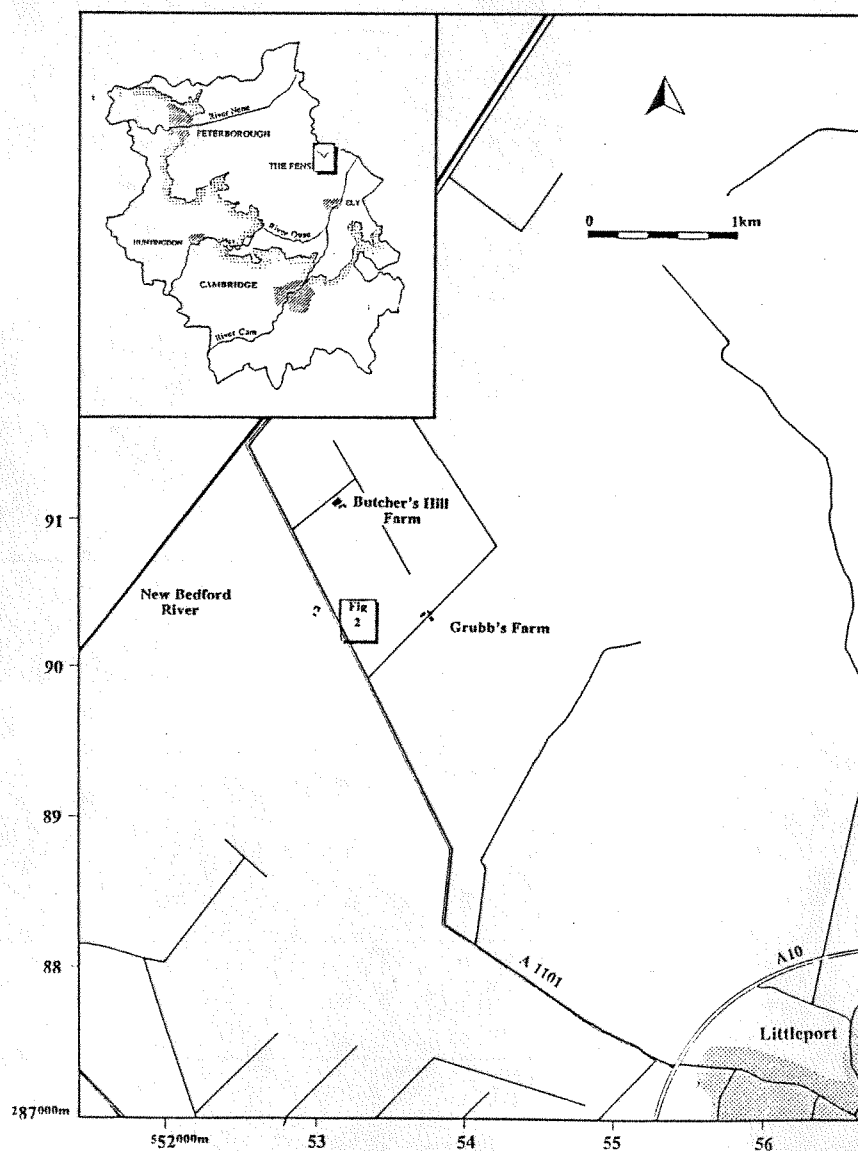 River Nene
PETERBOROUGH
THE FENS
ELY
River Ouse
HUNTINGDON
CAMBRIDGE
River Cam
0 1km
91
Butcher's Hill
Farm
New Bedford
River
Fig
2
Grubb's Farm
90
89
88
A 1101
A10
Littleport
287000m
552000m
53
54
55
56